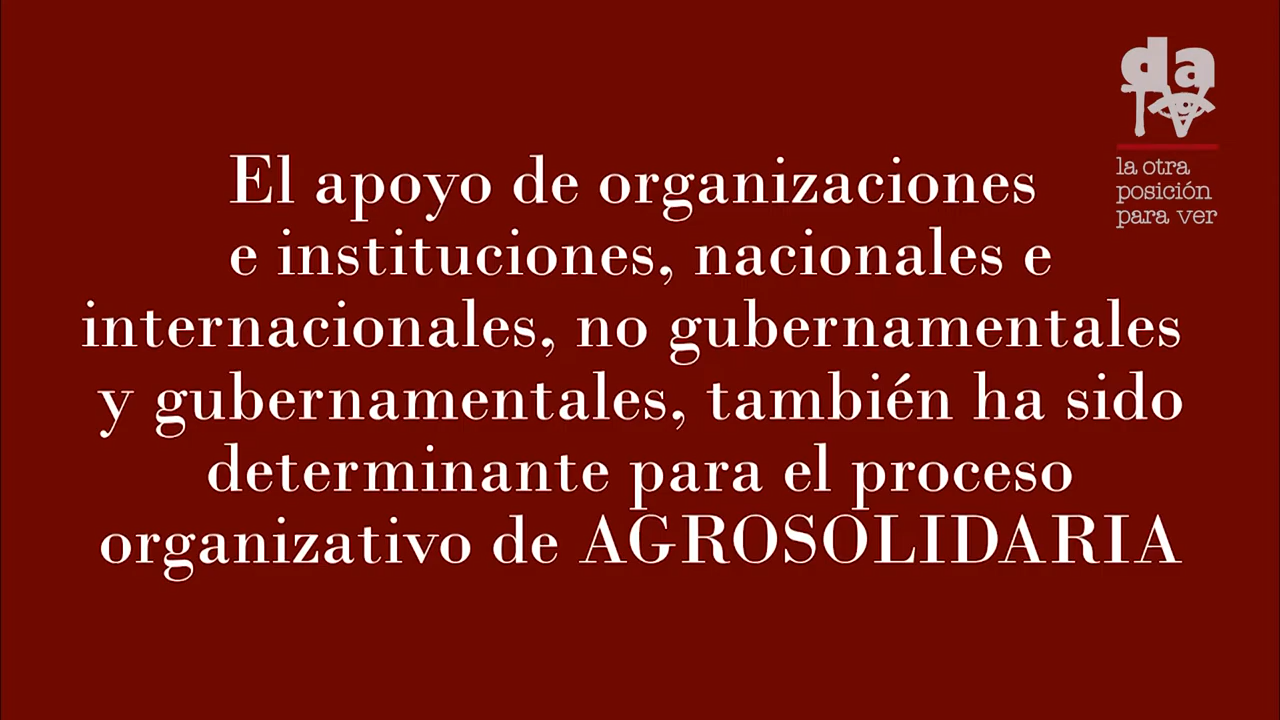 da
TV
la otra
posición
para ver
El apoyo de organizaciones
e instituciones, nacionales e
internacionales, no gubernamentales
y gubernamentales, también ha sido
determinante para el proceso
organizativo de AGROSOLIDARIA